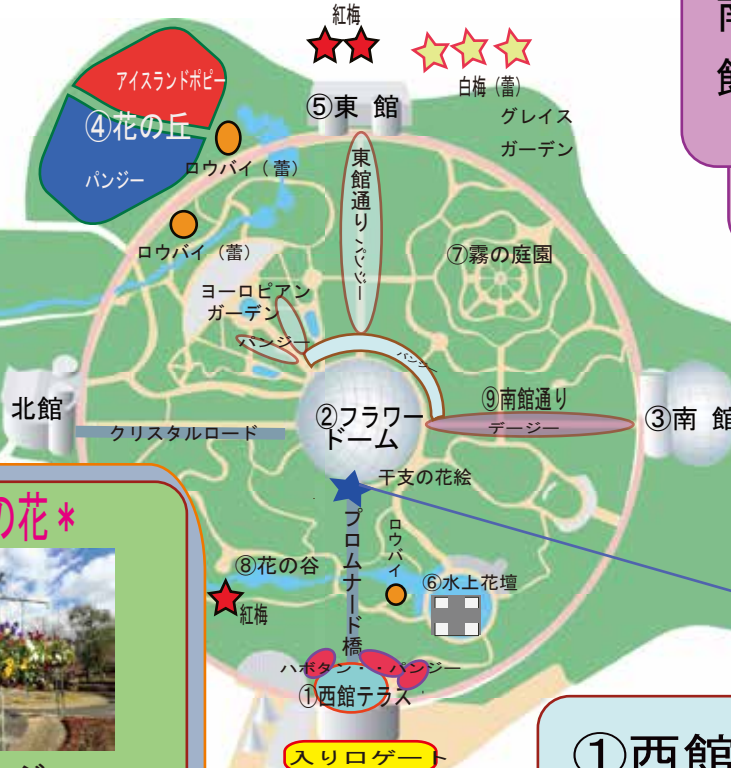 紅梅
白梅（蕾）
グレイス
ガーデン
アイスランドポピー
④花の丘
パンジー
ロウバイ（蕾）
⑤東 館
東館通り
パンジー
ロウバイ（蕾）
⑦霧の庭園
ヨーロピアン
ガーデン
パンジー
パンジー
北館
クリスタルロード
②フラワー
ドーム
⑨南館通り
デージー
③南 館
干支の花絵
プロムナード橋
ロウバイ
⑧花の谷
紅梅
⑥水上花壇
ハボタン・・パンジー
①西館テラス
入り口ゲート
の花＊
①西館